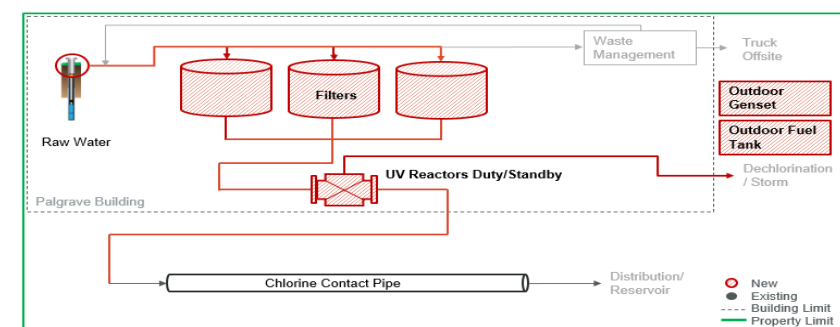 Waste
Management
Truck
Offsite
Filters
Outdoor
Genset
Outdoor Fuel
Tank
Raw Water
UV Reactors Duty/Standby
Dechlorination
/ Storm
Palgrave Building
Chlorine Contact Pipe
Distribution/
Reservoir
New
Existing
Building Limit
Property Limit